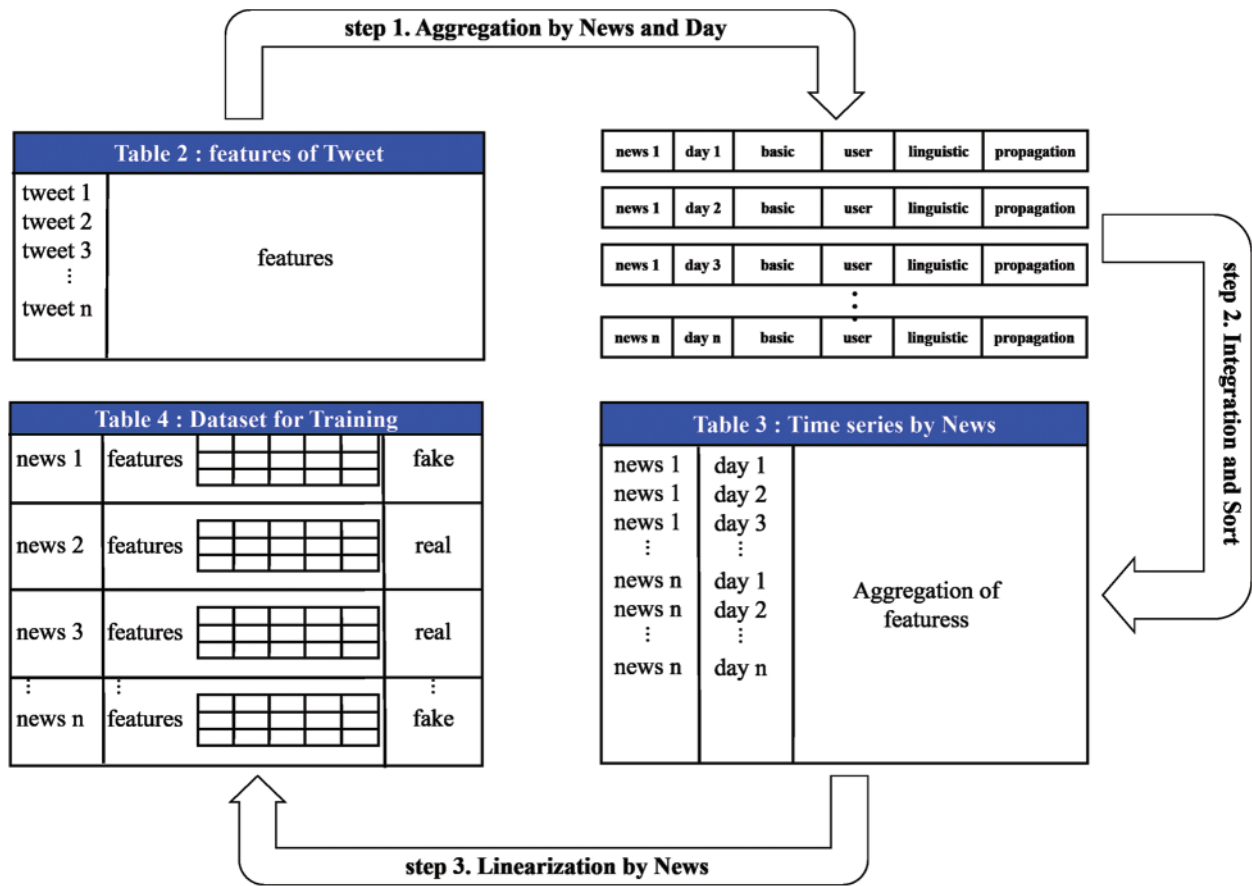 step 1. Aggregation by News and Day
Table 2 : features of Tweet
tweet 1
tweet 2
tweet 3
⋮
tweet n
features
news 1 day 1 basic user linguistic propagation
news 1 day 2 basic user linguistic propagation
news 1 day 3 basic user linguistic propagation
⋮
news n day n basic user linguistic propagation
step 2. Integration and Sort
Table 3 : Time series by News
news 1 day 1
news 1 day 2
news 1 day 3
⋮ ⋮
news n day 1
news n day 2
⋮ ⋮
news n day n
Aggregation of
featuress
step 3. Linearization by News
Table 4 : Dataset for Training
news 1 features fake
news 2 features real
news 3 features real
⋮ ⋮ ⋮
news n features fake